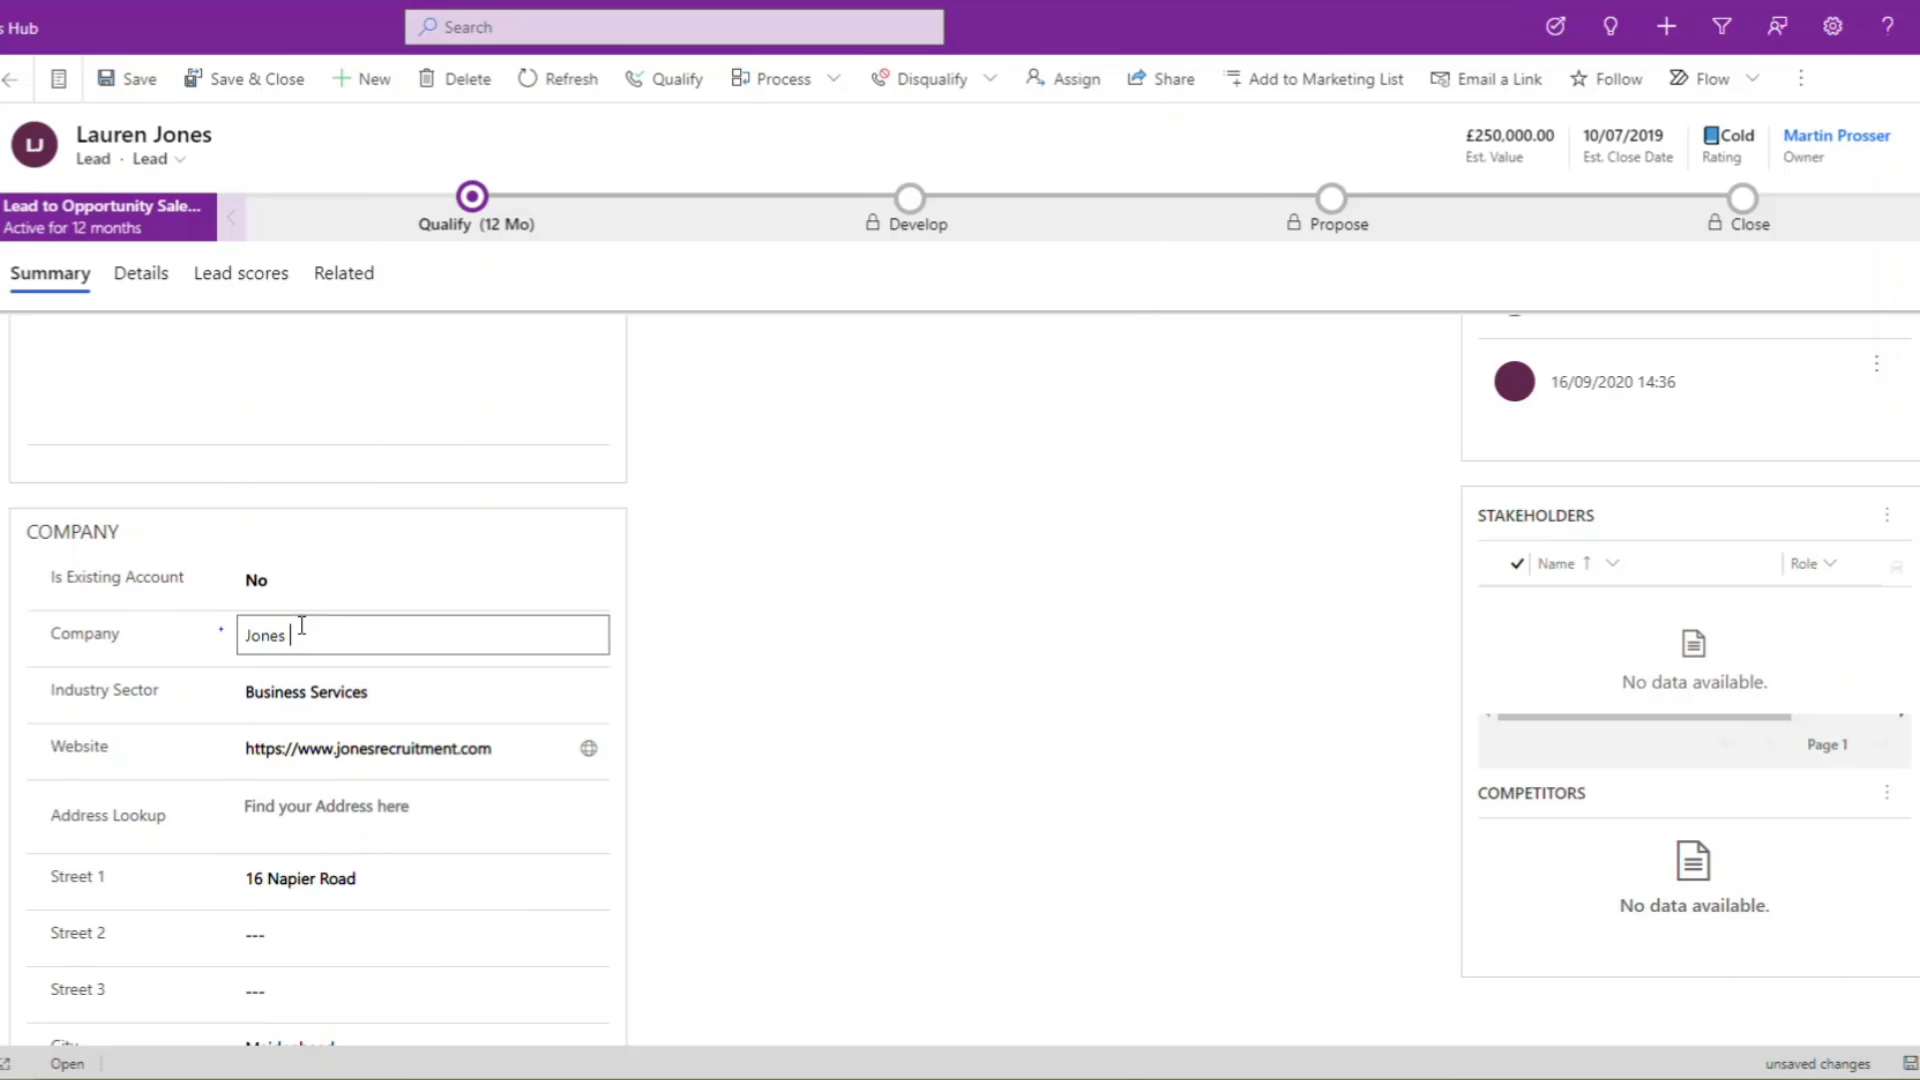 s Hub
Search
Save
Save & Close
New
Delete
Refresh
Qualify
Process
Disqualify
Assign
Share
Add to Marketing List
Email a Link
Follow
Flow
LJ
Lauren Jones
Lead · Lead
£250,000.00
Est. Value
10/07/2019
Est. Close Date
Cold
Rating
Martin Prosser
Owner
Lead to Opportunity Sale...
Active for 12 months
Qualify (12 Mo)
Develop
Propose
Close
Summary
Details
Lead scores
Related
16/09/2020 14:36
COMPANY
Is Existing Account
No
Company
Jones
Industry Sector
Business Services
Website
https://www.jonesrecruitment.com
Address Lookup
Find your Address here
Street 1
16 Napier Road
Street 2
---
Street 3
---
STAKEHOLDERS
Name
Role
No data available.
Page 1
COMPETITORS
No data available.
Open
unsaved changes